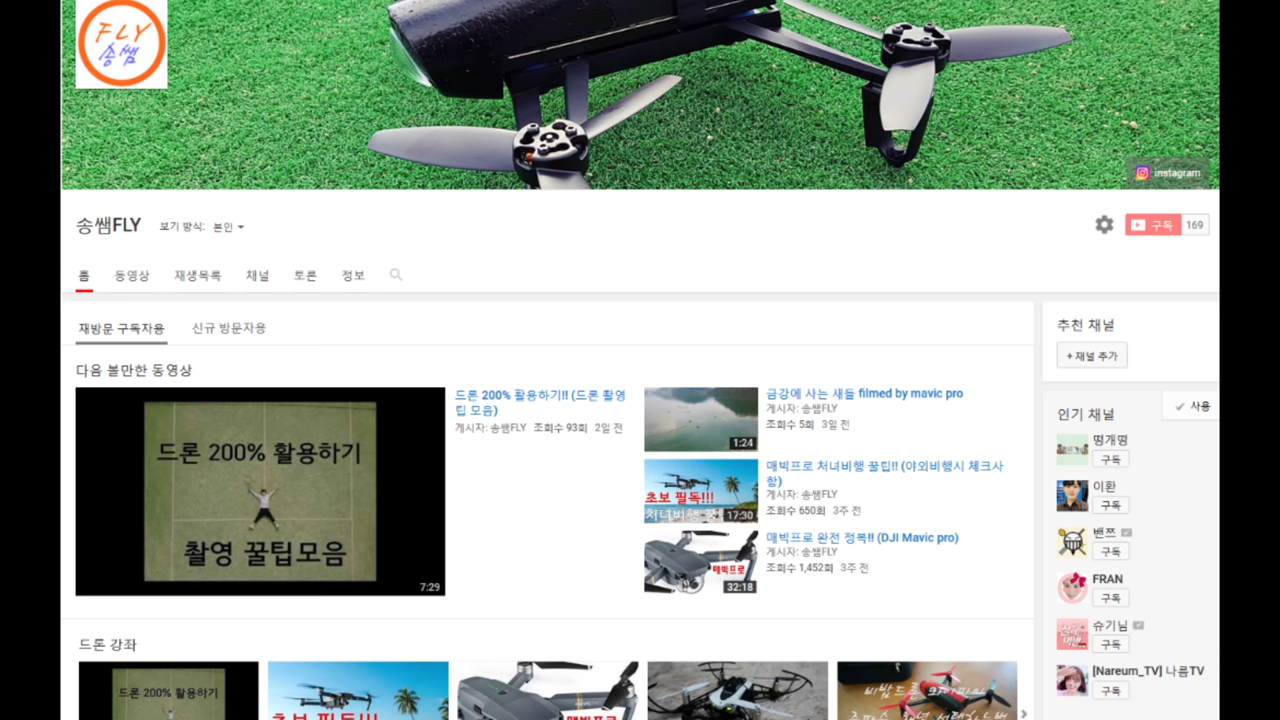 FLY
송쌤
instagram
송쌤FLY 보기 방식: 본인
구독 169
홈 동영상 재생목록 채널 토론 정보
재방문 구독자용 신규 방문자용
다음 볼만한 동영상
드론 200% 활용하기
촬영 꿀팁모음
7:29
드론 200% 활용하기!! (드론 촬영
팁 모음)
게시자: 송쌤FLY 조회수 93회 2일 전
1:24
금강에 사는 새들 filmed by mavic pro
게시자: 송쌤FLY
조회수 5회 3일 전
초보 필독!!!
17:30
매빅프로 처녀비행 꿀팁!! (야외비행시 체크사
항)
게시자: 송쌤FLY
조회수 650회 3주 전
매빅프로
32:18
매빅프로 완전 정복!! (DJI Mavic pro)
게시자: 송쌤FLY
조회수 1,452회 3주 전
드론 강좌
드론 200% 활용하기
추천 채널
+ 채널 추가
사용
인기 채널
떵개떵
구독
이환
구독
밴쯔
구독
FRAN
구독
슈기님
구독
[Nareum_TV] 나름TV
구독